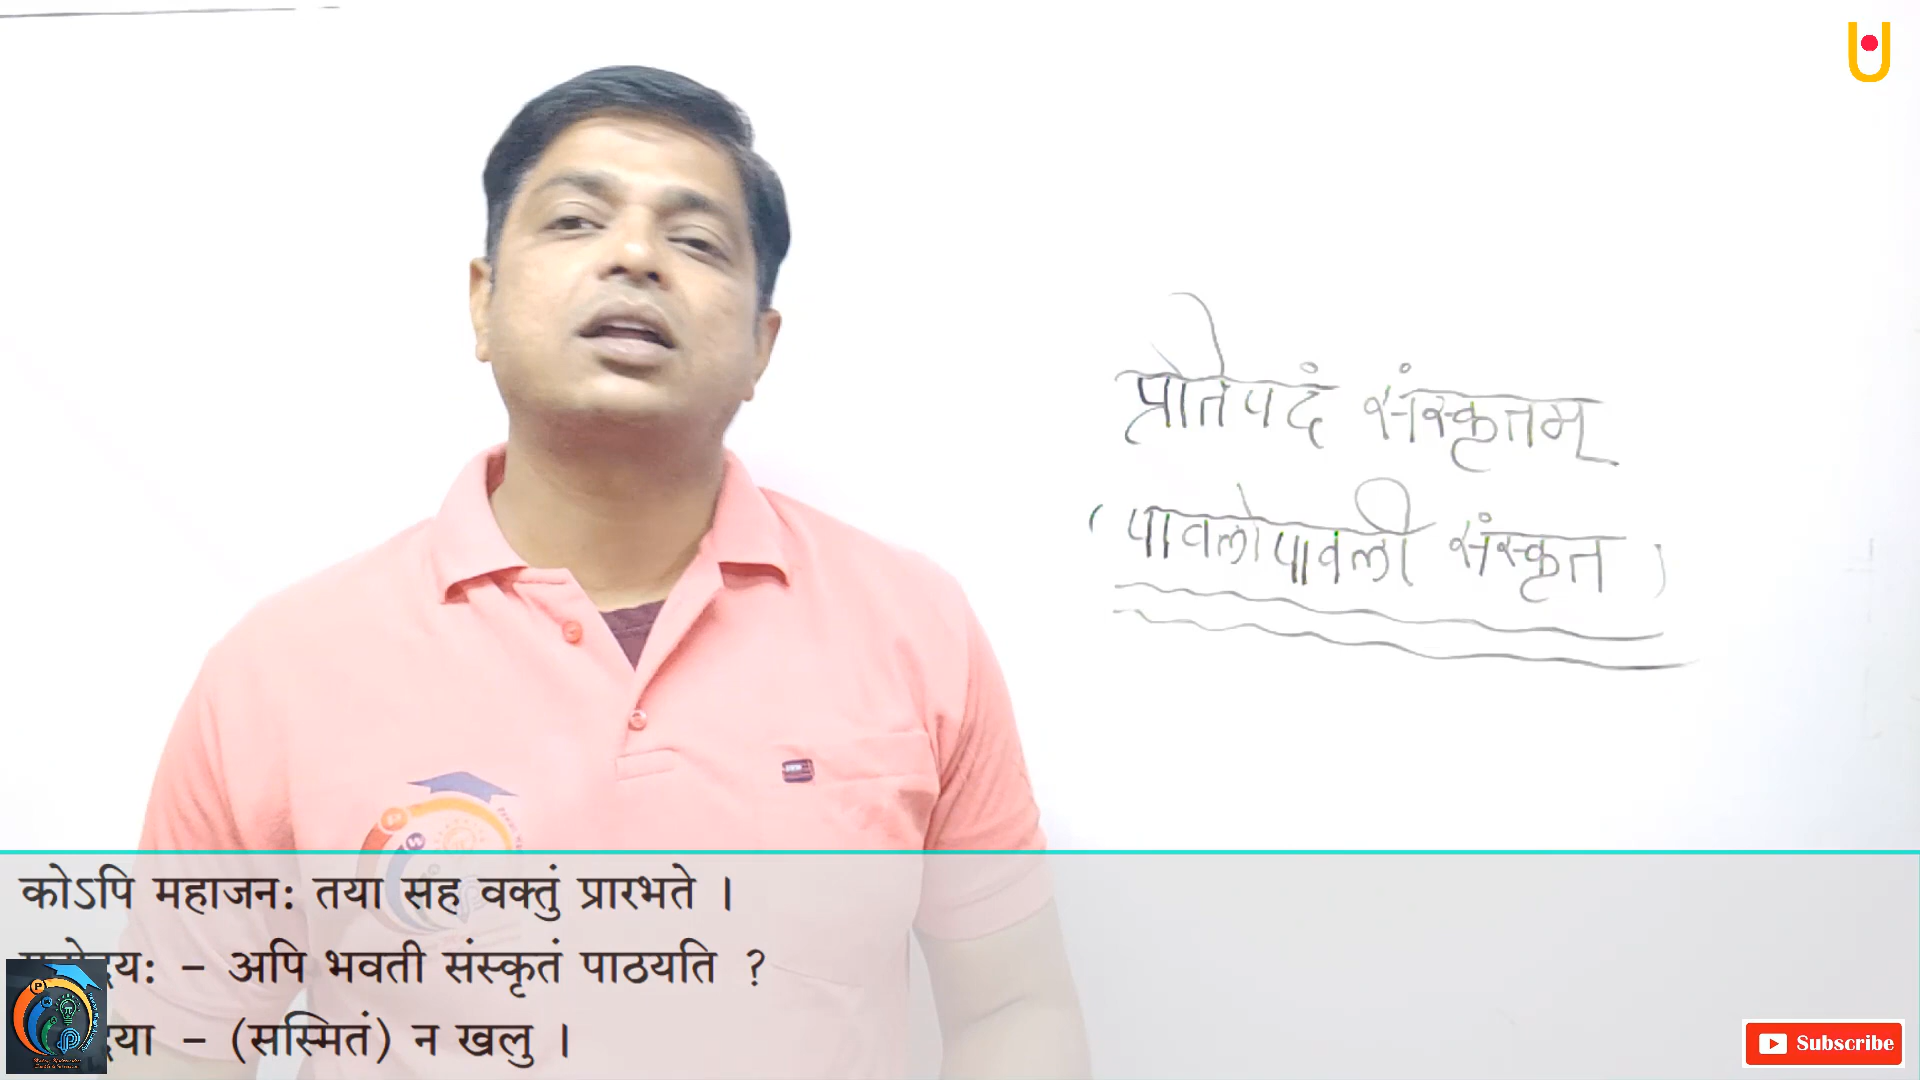 प्रतिपदं संस्कृतम्
(पावलोपावली संस्कृत)
कोऽपि महाजनः तया सह वक्तुं प्रारभते ।
– अपि भवती संस्कृतं पाठयति ?
– (सस्मितं) न खलु ।
Subscribe